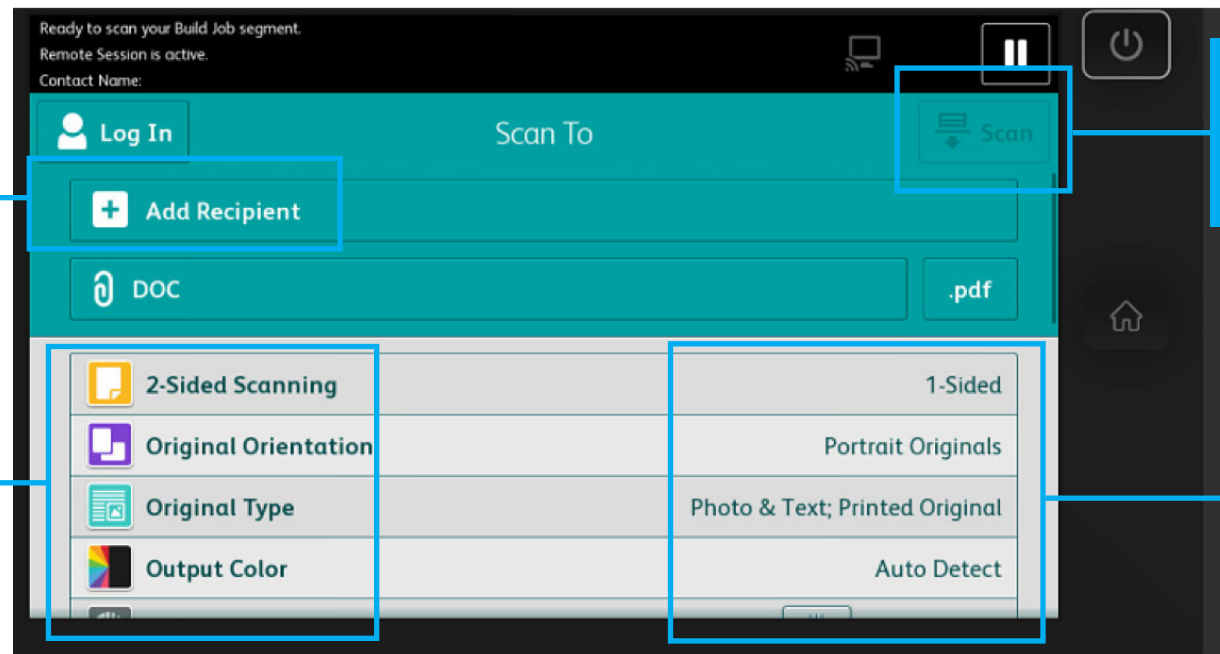 Ready to scan your Build Job segment.
Remote Session is active.
Contact Name:
Log In
Scan To
Scan
Add Recipient
DOC
.pdf
2-Sided Scanning
1-Sided
Original Orientation
Portrait Originals
Original Type
Photo & Text; Printed Original
Output Color
Auto Detect